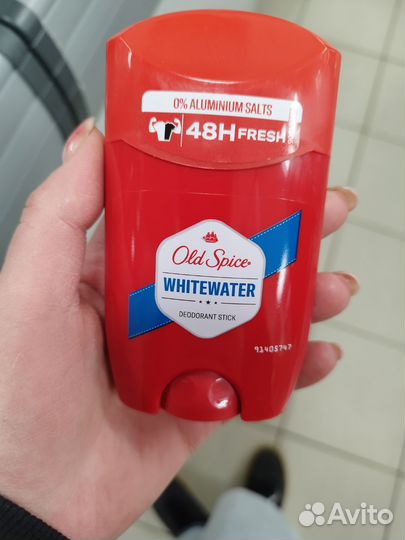 0% ALUMINIUM SALTS
48H FRESH
Old Spice
WHITEWATER
DEODORANT STICK
91405747
Avito